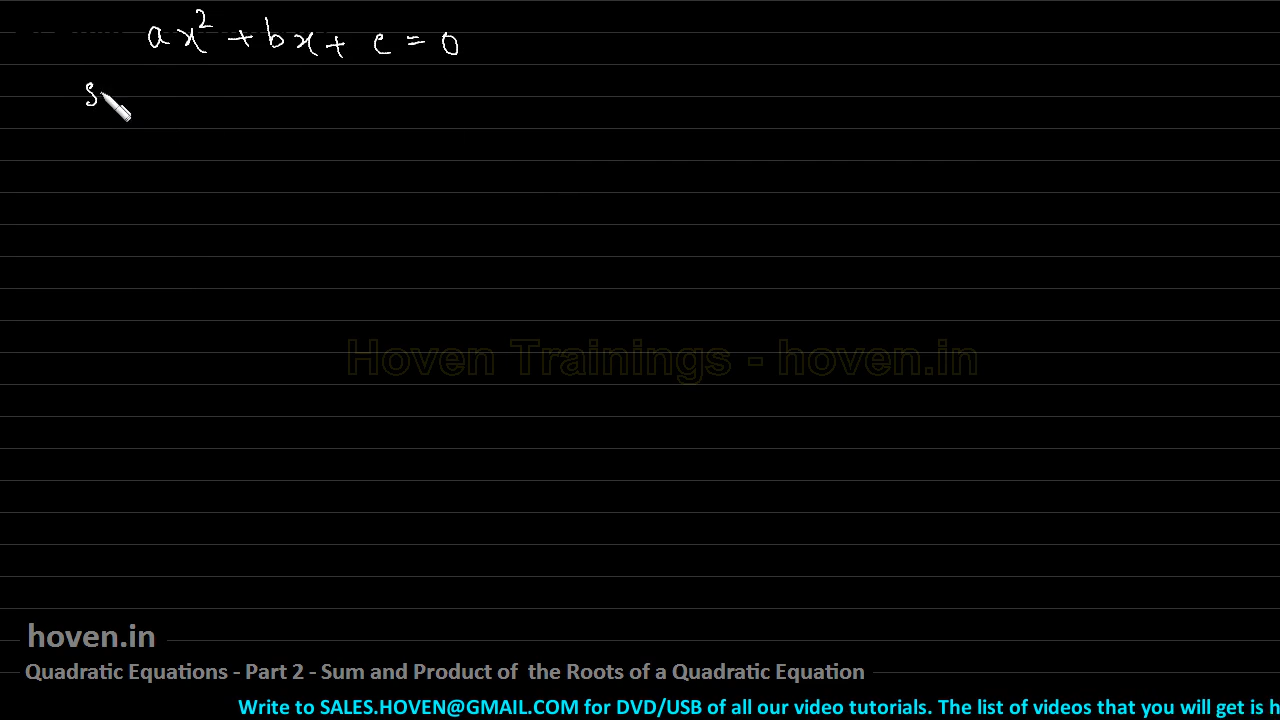 ax² + bx + c = 0
S
Hoven Trainings - hoven.in
hoven.in
Quadratic Equations - Part 2 - Sum and Product of the Roots of a Quadratic Equation
Write to SALES.HOVEN@GMAIL.COM for DVD/USB of all our video tutorials. The list of videos that you will get is h